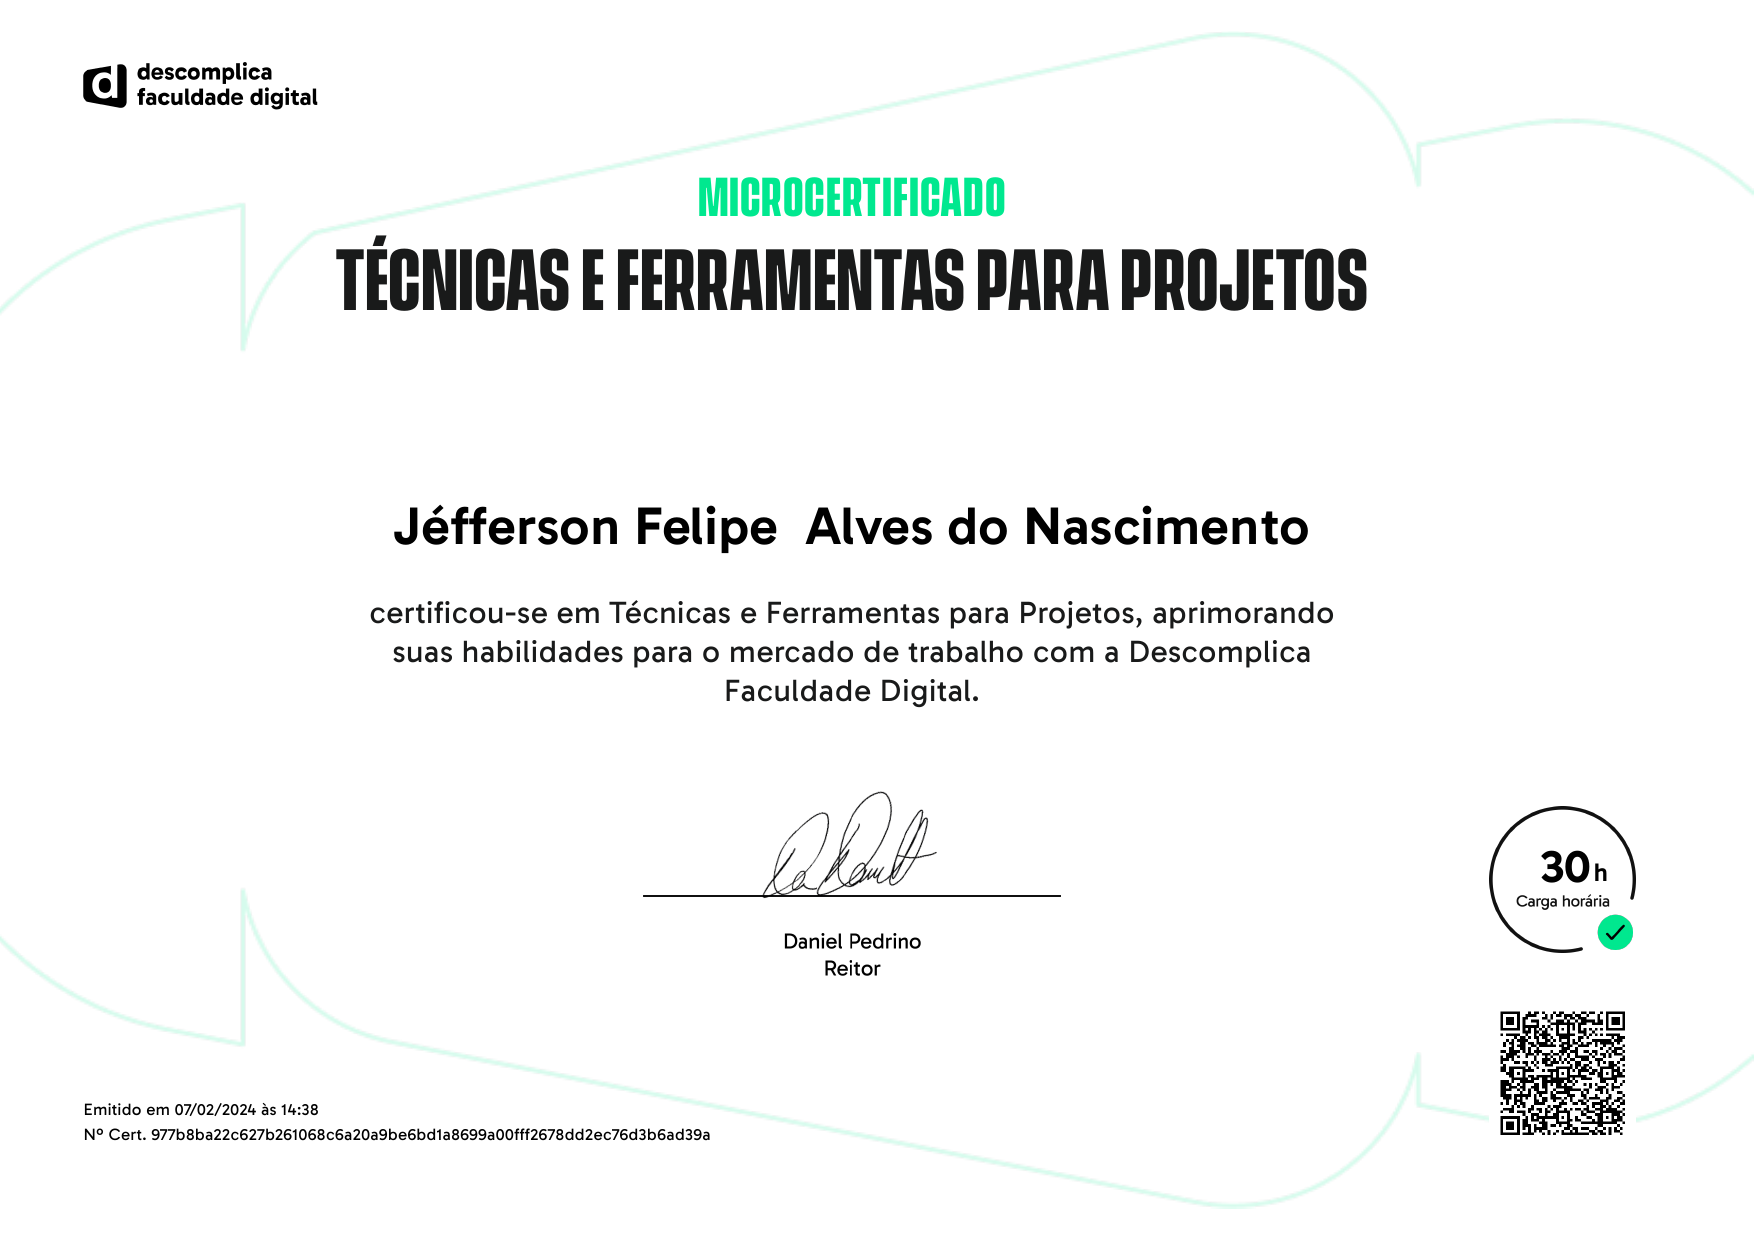 descomplica
faculdade digital
MICROCERTIFICADO
TÉCNICAS E FERRAMENTAS PARA PROJETOS
Jéfferson Felipe  Alves do Nascimento
certificou-se em Técnicas e Ferramentas para Projetos, aprimorando
suas habilidades para o mercado de trabalho com a Descomplica
Faculdade Digital.
Daniel Pedrino
Reitor
30 h
Carga horária
Emitido em 07/02/2024 às 14:38
Nº Cert. 977b8ba22c627b261068c6a20a9be6bd1a8699a00fff2678dd2ec76d3b6ad39a